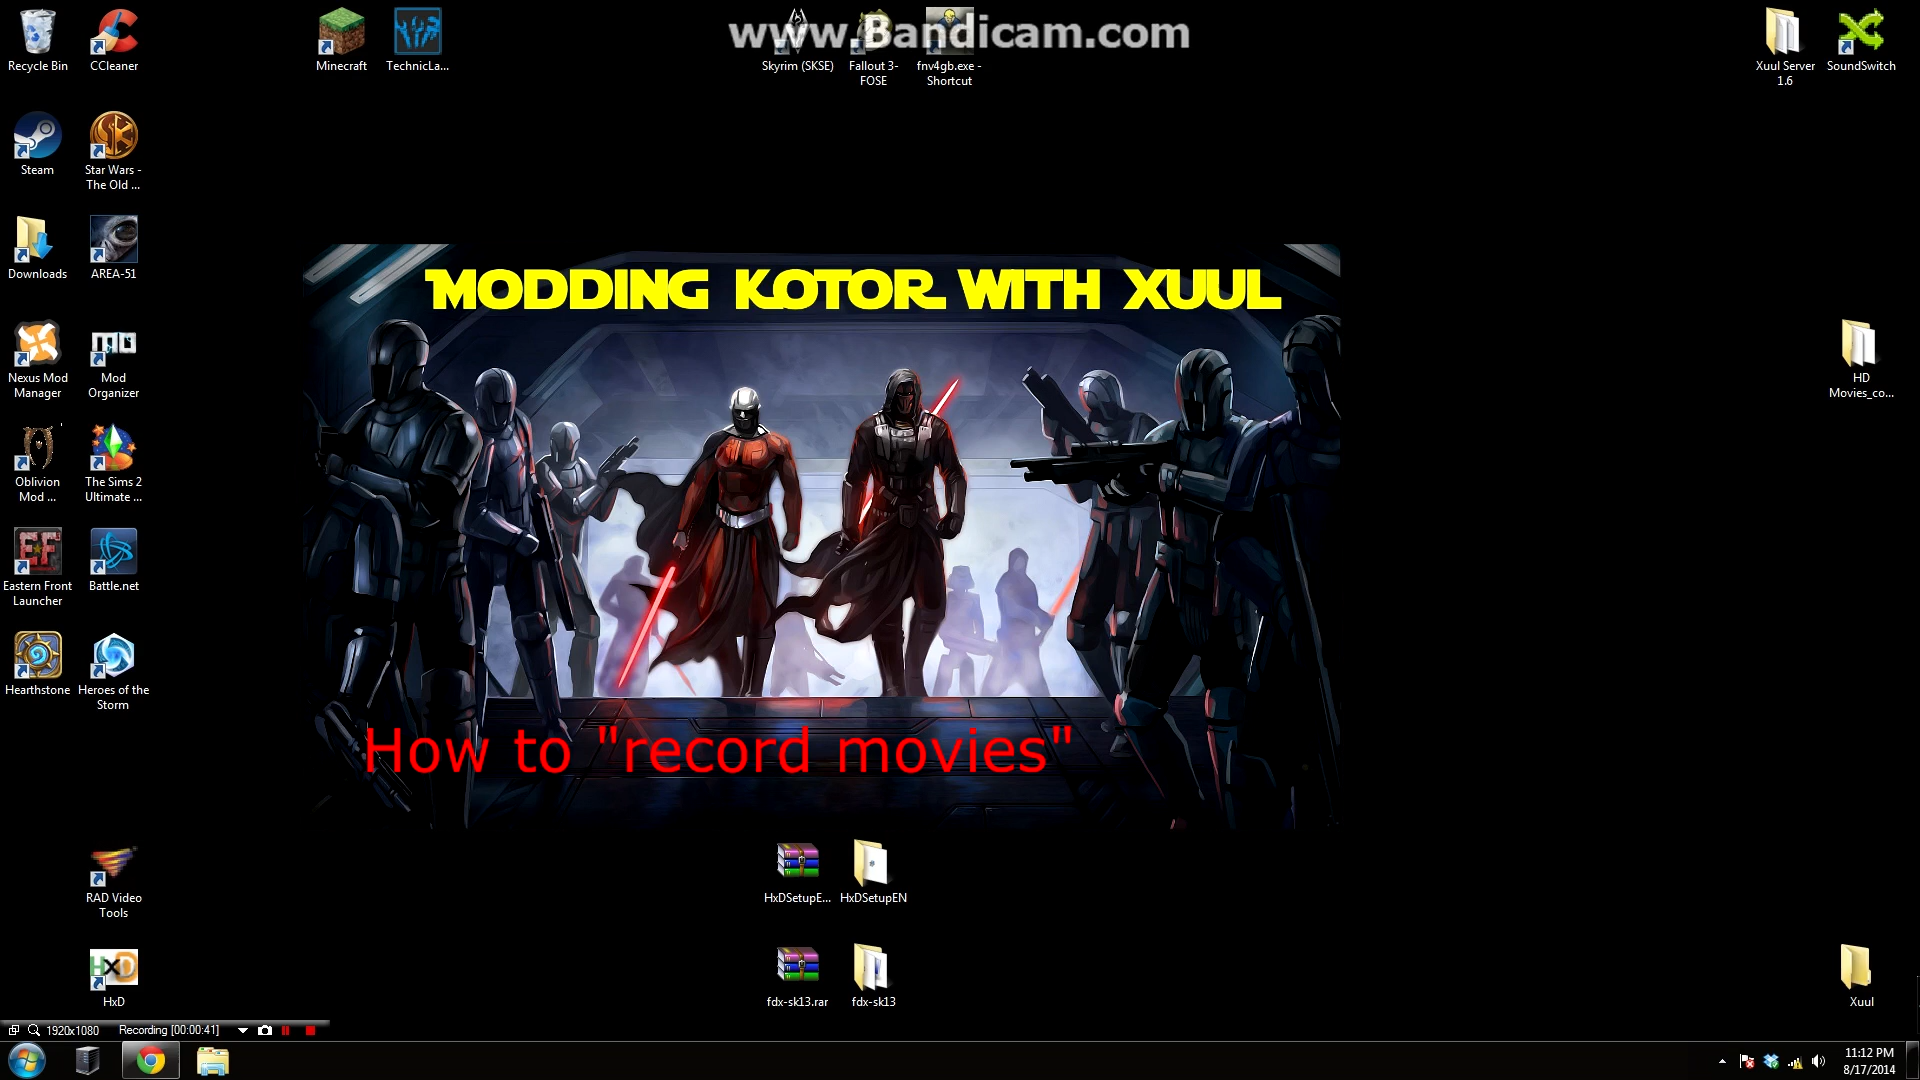 www.Bandicam.com
Recycle Bin
CCleaner
Minecraft
TechnicLa...
Skyrim (SKSE)
Fallout 3-
FOSE
fnv4gb.exe -
Shortcut
Xuul Server
1.6
SoundSwitch
Steam
Star Wars -
The Old ...
Downloads
AREA-51
MODDING KOTOR WITH XUUL
Nexus Mod
Manager
MO
Mod
Organizer
HD
Movies_co...
Oblivion
Mod ...
The Sims 2
Ultimate ...
EF
Eastern Front
Launcher
Battle.net
Hearthstone
Heroes of the
Storm
How to "record movies"
RAD Video
Tools
HxDSetupE...
HxDSetupEN
HxD
HxD
fdx-sk13.rar
fdx-sk13
Xuul
1920x1080
Recording [00:00:41]
11:12 PM
8/17/2014